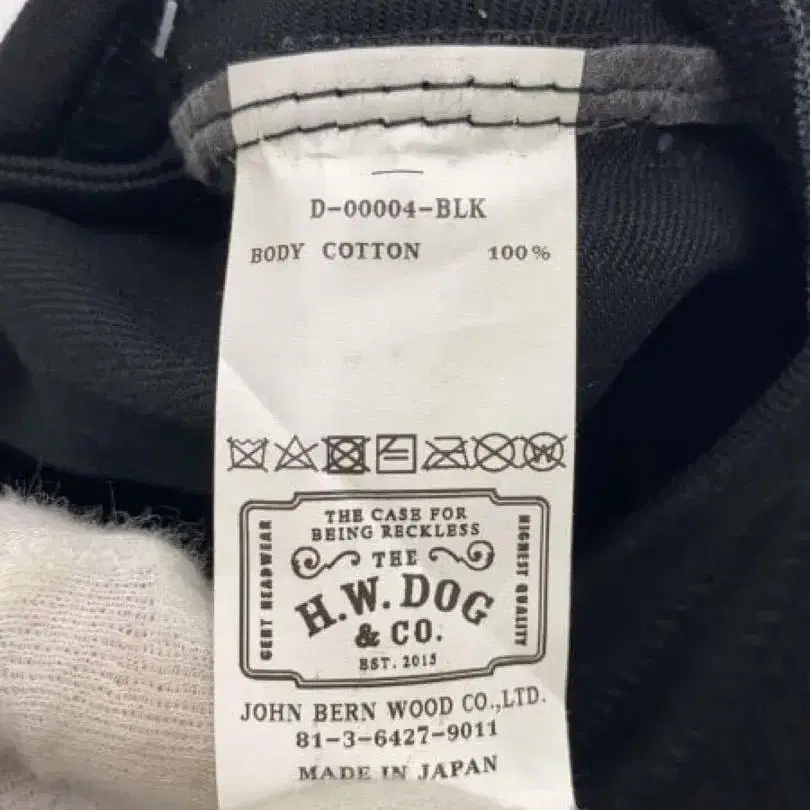 D-00004-BLK
BODY COTTON 100%
THE CASE FOR
BEING RECKLESS
GENT HEADWEAR
THE
H.W. DOG
& CO.
EST. 2015
HIGHEST QUALITY
JOHN BERN WOOD CO.,LTD.
81-3-6427-9011
MADE IN JAPAN